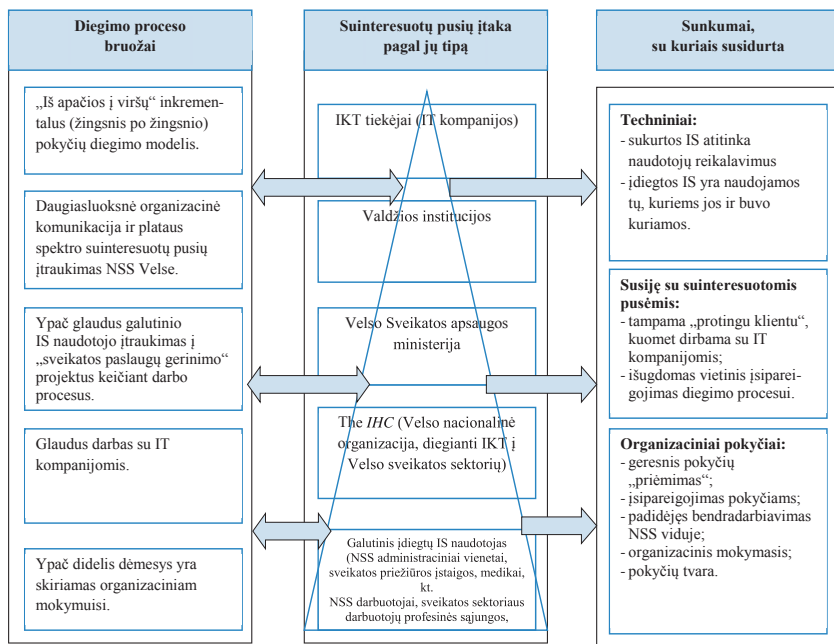 Diegimo proceso
bruožai
„Iš apačios į viršų“ inkremen-
talus (žingsnis po žingsnio)
pokyčių diegimo modelis.
Daugiasluoksnė organizacinė
komunikacija ir plataus
spektro suinteresuotų pusių
įtraukimas NSS Velse.
Ypač glaudus galutinio
IS naudotojo įtraukimas į
„sveikatos paslaugų gerinimo“
projektus keičiant darbo
procesus.
Glaudus darbas su IT
kompanijomis.
Ypač didelis dėmesys yra
skiriamas organizaciniam
mokymuisi.
Suinteresuotų pusių įtaka
pagal jų tipą
IKT tiekėjai (IT kompanijos)
Valdžios institucijos
Velso Sveikatos apsaugos
ministerija
The IHC (Velso nacionalinė
organizacija, diegianti IKT į
Velso sveikatos sektorių)
Galutinis įdiegtų IS naudotojas
(NSS administraciniai vienetai,
sveikatos priežiūros įstaigos, medikai,
kt.
NSS darbuotojai, sveikatos sektoriaus
darbuotojų profesinės sąjungos,
Sunkumai,
su kuriais susidurta
Techniniai:
- sukurtos IS atitinka
naudotojų reikalavimus
- įdiegtos IS yra naudojamos
tų, kuriems jos ir buvo
kuriamos.
Susiję su suinteresuotomis
pusėmis:
- tampama „protingu klientu“,
kuomet dirbama su IT
kompanijomis;
- išugdomas vietinis įsiparei-
gojimas diegimo procesui.
Organizaciniai pokyčiai:
- geresnis pokyčių
„priėmimas“;
- įsipareigojimas pokyčiams;
- padidėjęs bendradarbiavimas
NSS viduje;
- organizacinis mokymasis;
- pokyčių tvara.